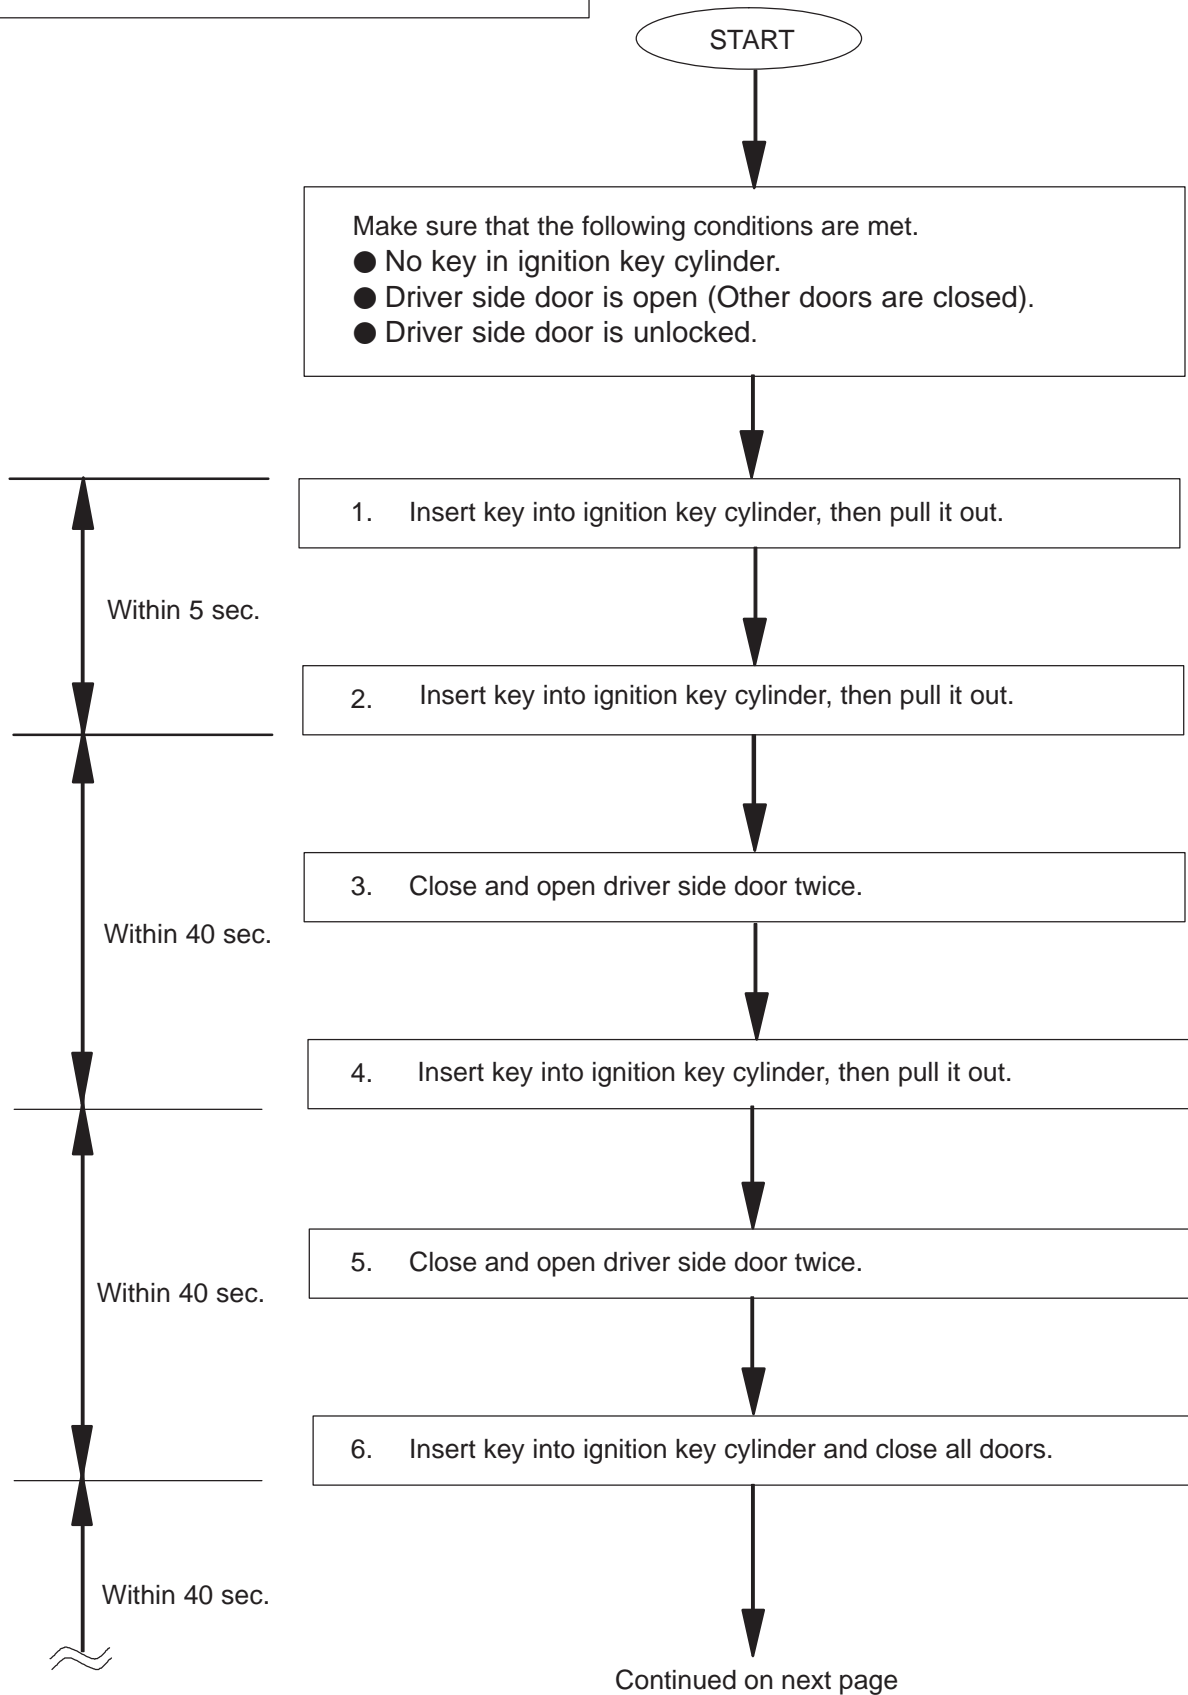 START
Make sure that the following conditions are met.
● No key in ignition key cylinder.
● Driver side door is open (Other doors are closed).
● Driver side door is unlocked.
1. Insert key into ignition key cylinder, then pull it out.
Within 5 sec.
2. Insert key into ignition key cylinder, then pull it out.
3. Close and open driver side door twice.
Within 40 sec.
4. Insert key into ignition key cylinder, then pull it out.
5. Close and open driver side door twice.
Within 40 sec.
6. Insert key into ignition key cylinder and close all doors.
Within 40 sec.
Continued on next page